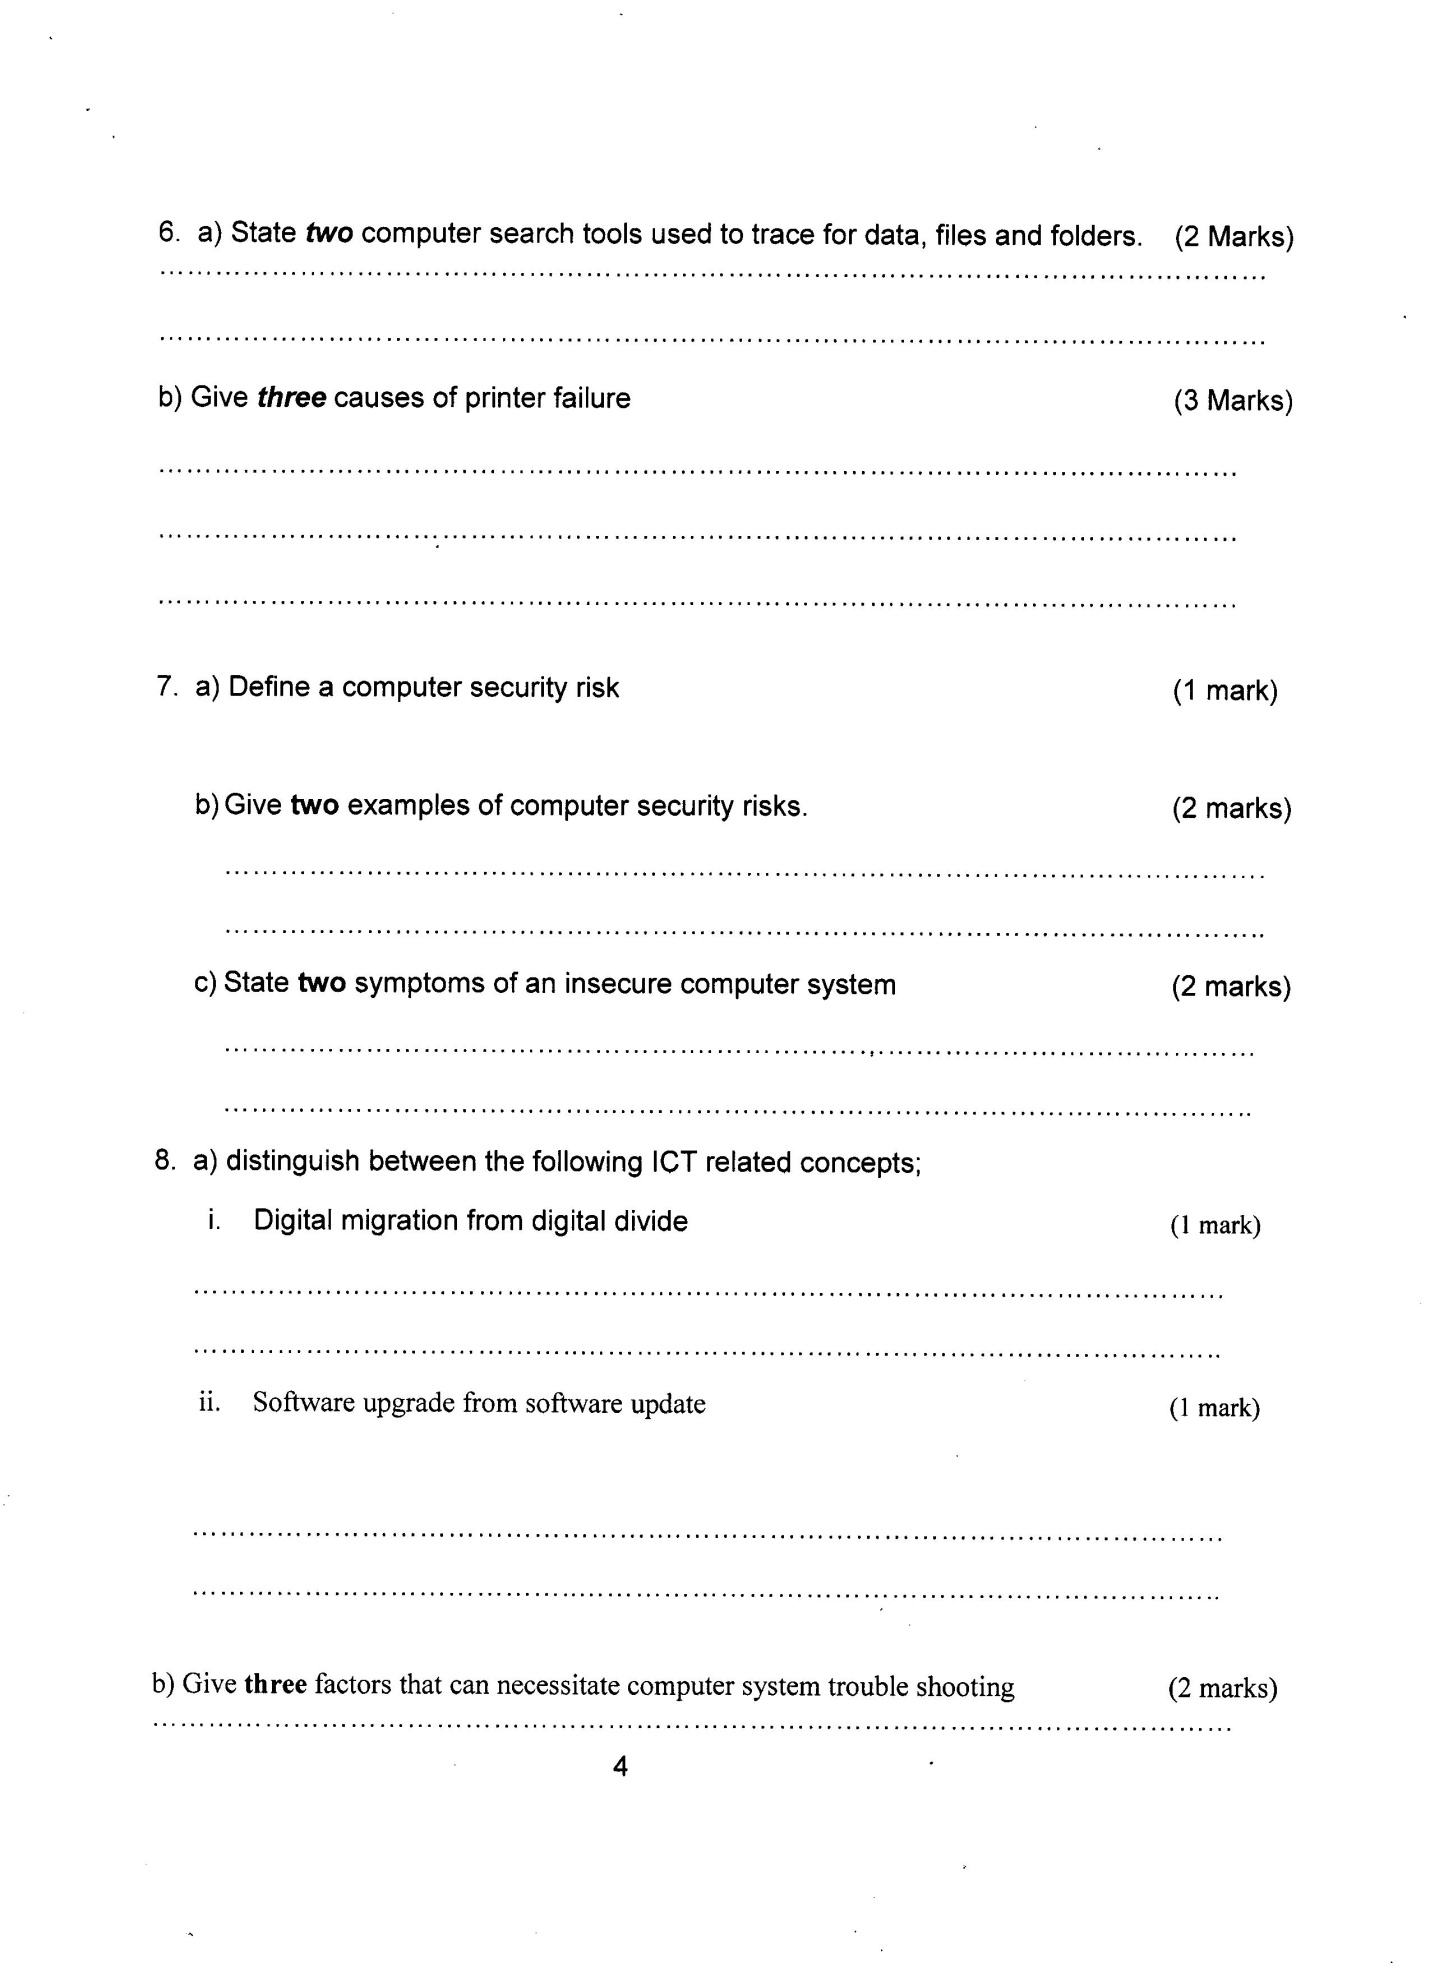 6. a) State two computer search tools used to trace for data, files and folders. (2 Marks)
........................................................................................................................
........................................................................................................................
b) Give three causes of printer failure (3 Marks)
........................................................................................................................
........................................................................................................................
........................................................................................................................
7. a) Define a computer security risk (1 mark)
b) Give two examples of computer security risks. (2 marks)
........................................................................................................................
........................................................................................................................
c) State two symptoms of an insecure computer system (2 marks)
........................................................................................................................
........................................................................................................................
8. a) distinguish between the following ICT related concepts;
i. Digital migration from digital divide (1 mark)
........................................................................................................................
........................................................................................................................
ii. Software upgrade from software update (1 mark)
........................................................................................................................
........................................................................................................................
b) Give three factors that can necessitate computer system trouble shooting (2 marks)
........................................................................................................................
4